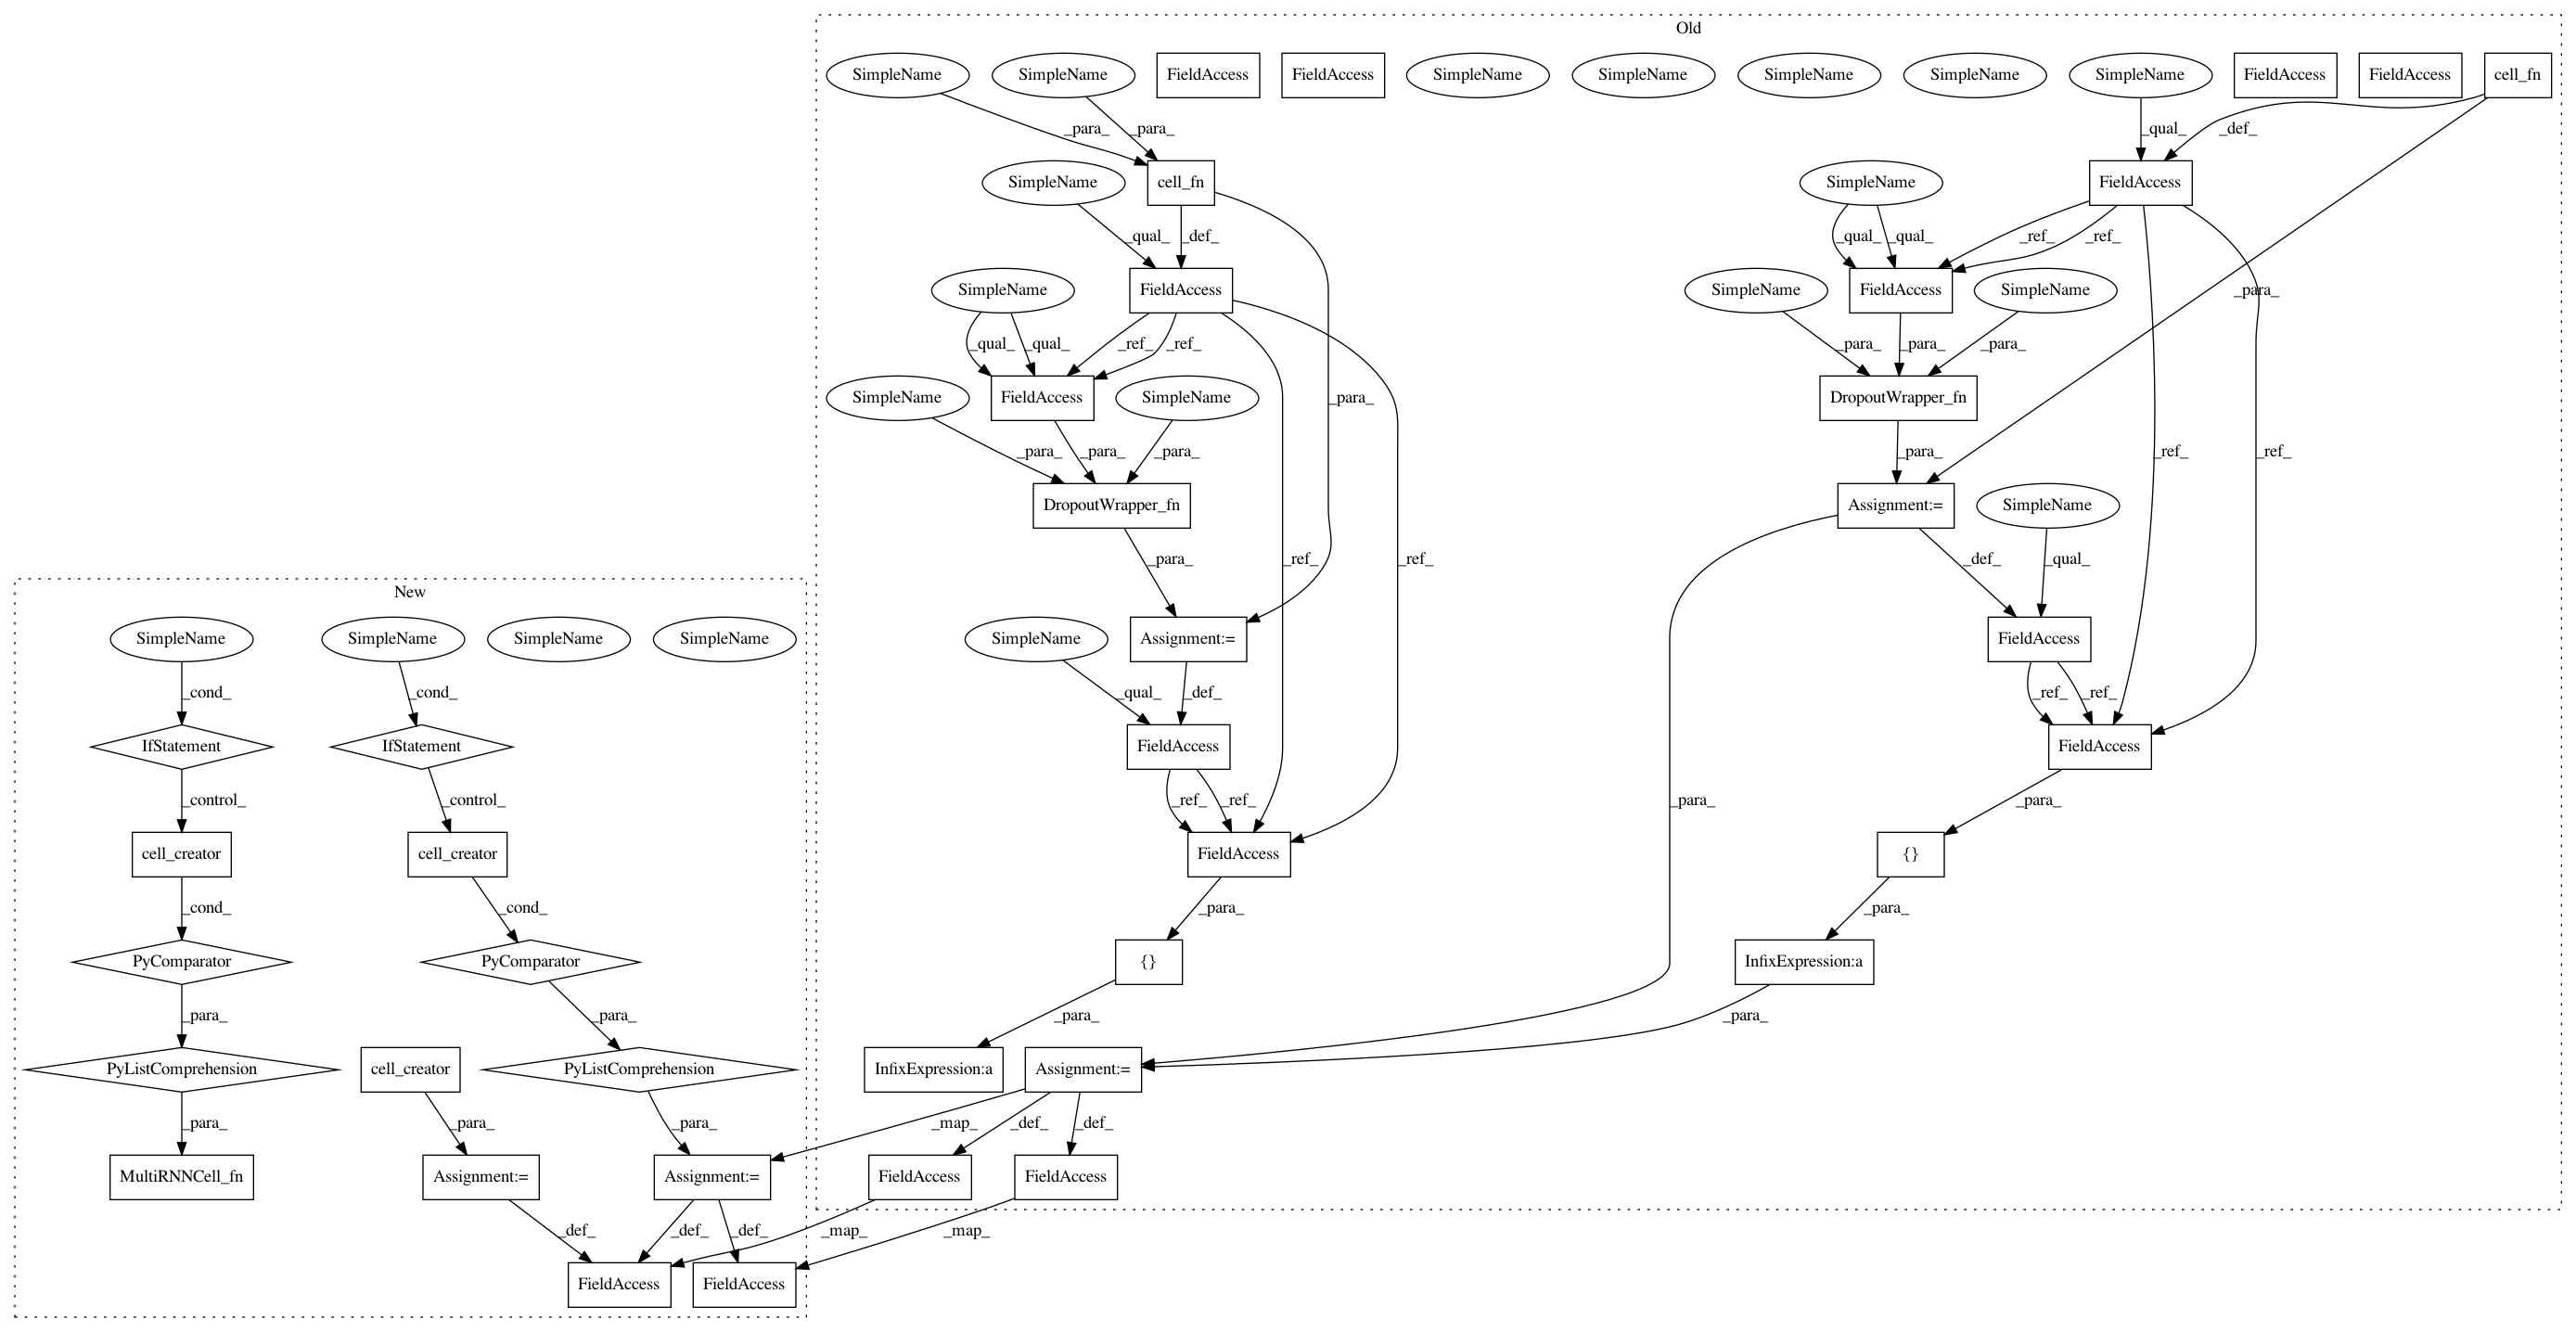 Old
SimpleName
SimpleName
FieldAccess
FieldAccess
SimpleName
SimpleName
SimpleName
SimpleName
SimpleName
FieldAccess
FieldAccess
cell_fn
_para_
_para_
_qual_
_def_
SimpleName
cell_fn
SimpleName
FieldAccess
_qual_
_def_
_qual_
_qual_
_ref_
_ref_
SimpleName
FieldAccess
SimpleName
FieldAccess
SimpleName
_para_
_qual_
_qual_
_ref_
_ref_
_para_
_para_
_para_
SimpleName
FieldAccess
SimpleName
_para_
DropoutWrapper_fn
_para_
_para_
_para_
_para_
_ref_
_ref_
DropoutWrapper_fn
Assignment:=
SimpleName
_para_
_ref_
_ref_
_def_
_qual_
New
SimpleName
SimpleName
SimpleName
SimpleName
SimpleName
Assignment:=
FieldAccess
_cond_
_cond_
_qual_
_def_
_ref_
_ref_
IfStatement
IfStatement
FieldAccess
FieldAccess
_control_
_control_
_ref_
_ref_
_para_
_para_
cell_creator
cell_creator
FieldAccess
{}
_cond_
_cond_
_para_
_para_
PyComparator
PyComparator
{}
InfixExpression:a
_para_
_para_
_para_
_para_
PyListComprehension
cell_creator
PyListComprehension
InfixExpression:a
Assignment:=
_para_
_para_
_para_
_map_
_def_
_def_
MultiRNNCell_fn
Assignment:=
Assignment:=
FieldAccess
FieldAccess
_def_
_def_
_def_
_map_
_map_
FieldAccess
FieldAccess